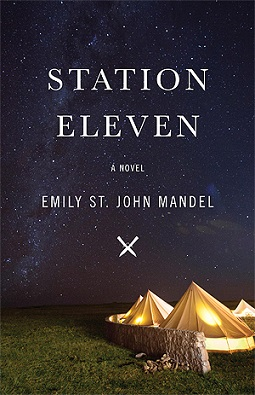 STATION
ELEVEN
A NOVEL
EMILY ST. JOHN MANDEL